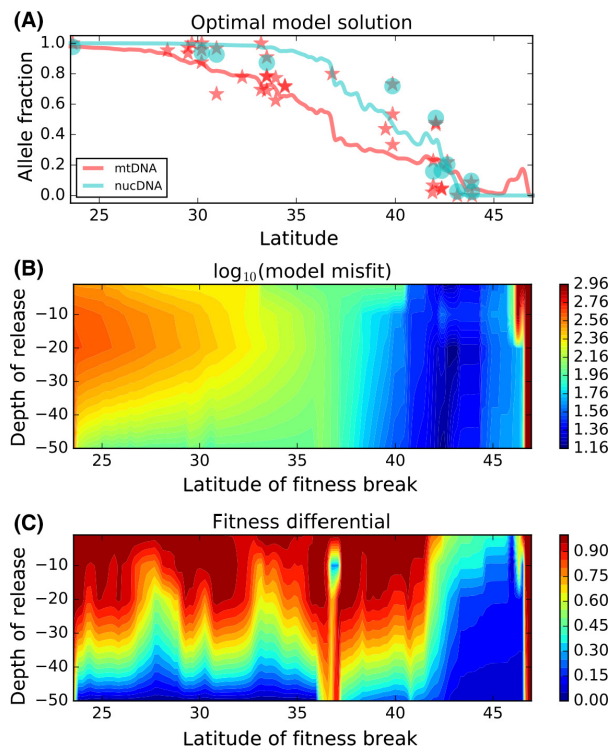 (A) Optimal model solution
Allele fraction
1.0
0.8
0.6
0.4
0.2
0.0
mtDNA
nucDNA
25 30 35 40 45
Latitude
(B) log10(model misfit)
Depth of release
-10
-20
-30
-40
-50
25 30 35 40 45
Latitude of fitness break
2.96
2.76
2.56
2.36
2.16
1.96
1.76
1.56
1.36
1.16
(C) Fitness differential
Depth of release
-10
-20
-30
-40
-50
25 30 35 40 45
Latitude of fitness break
0.90
0.75
0.60
0.45
0.30
0.15
0.00